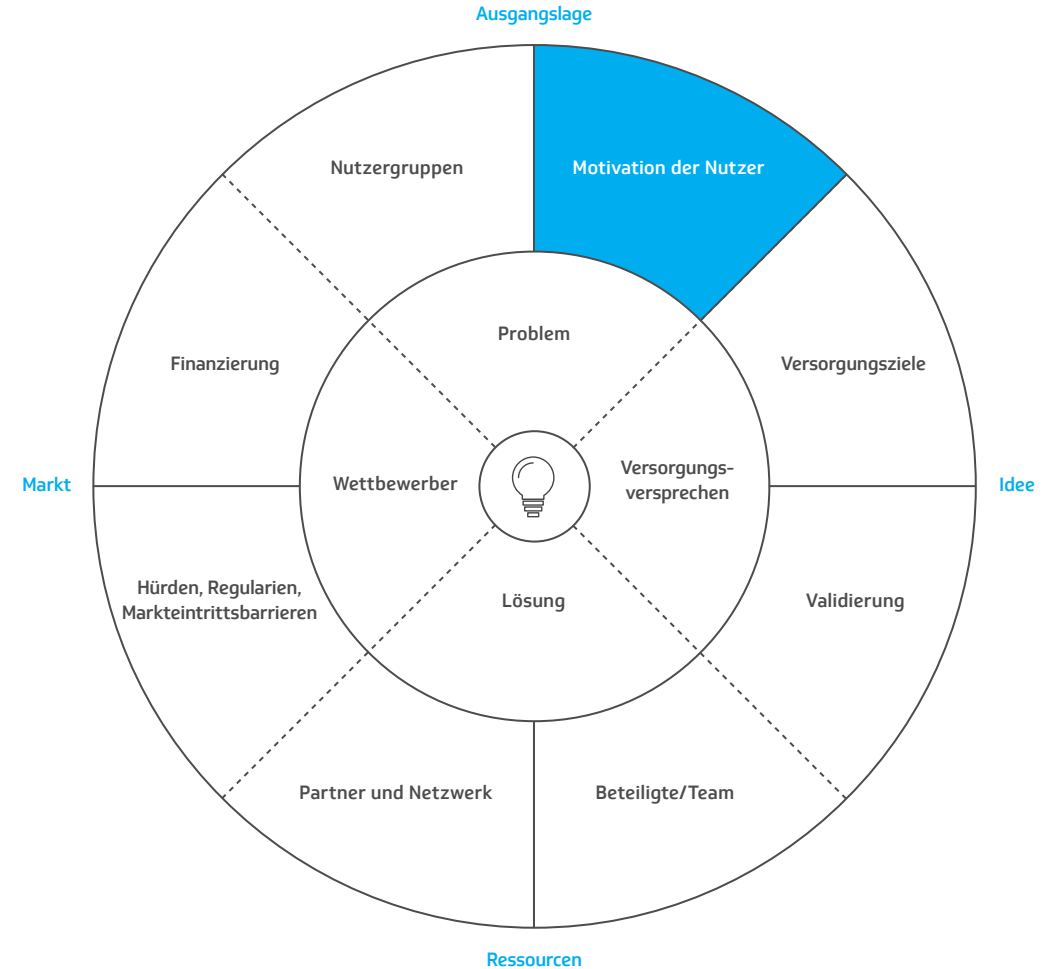 Ausgangslage
Nutzergruppen
Motivation der Nutzer
Problem
Finanzierung
Versorgungsziele
Markt
Wettbewerber
Versorgungs-
versprechen
Idee
Hürden, Regularien,
Markteintrittsbarrieren
Lösung
Validierung
Partner und Netzwerk
Beteiligte/Team
Ressourcen